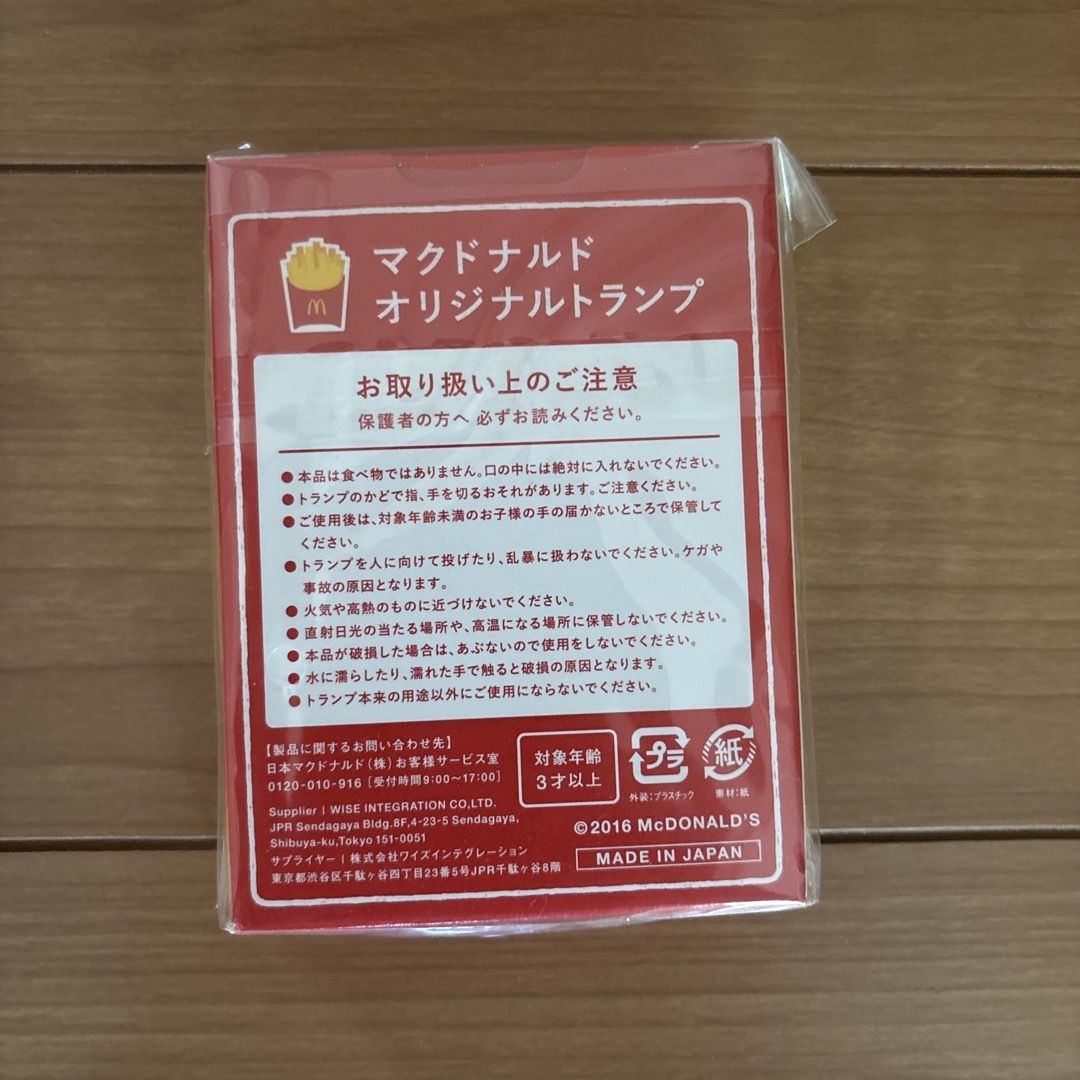 マクドナルド
オリジナルトランプ
お取り扱い上のご注意
保護者の方へ 必ずお読みください。
●本品は食べ物ではありません。口の中には絶対に入れないでください。
●トランプのかどで指、手を切るおそれがあります。ご注意ください。
●ご使用後は、対象年齢未満のお子様の手の届かないところで保管して
ください。
●トランプを人に向けて投げたり、乱暴に扱わないでください。ケガや
事故の原因となります。
●火気や高熱のものに近づけないでください。
●直射日光の当たる場所や、高温になる場所に保管しないでください。
●本品が破損した場合は、あぶないので使用をしないでください。
●水に濡らしたり、濡れた手で触ると破損の原因となります。
●トランプ本来の用途以外にご使用にならないでください。
【製品に関するお問い合わせ先】
日本マクドナルド(株)お客様サービス室
0120-010-916 [受付時間9:00〜17:00]
Supplier | WISE INTEGRATION CO,LTD.
JPR Sendagaya Bldg.8F,4-23-5 Sendagaya,
Shibuya-ku,Tokyo 151-0051
サプライヤー | 株式会社ワイズインテグレーション
東京都渋谷区千駄ヶ谷四丁目23番5号JPR千駄ヶ谷8階
対象年齢
3才以上
プラ
外装:プラスチック
紙
素材:紙
©2016 McDONALD'S
MADE IN JAPAN